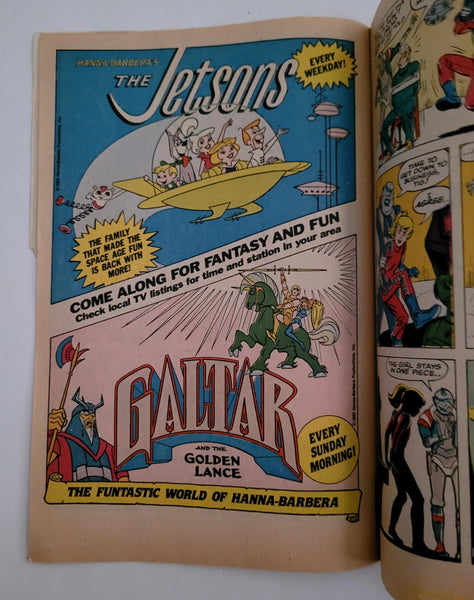 HANNA-BARBERA'S
THE Jetsons
EVERY
WEEKDAY!
THE FAMILY
THAT MADE THE
SPACE AGE FUN
IS BACK WITH
MORE!
COME ALONG FOR FANTASY AND FUN
Check local TV listings for time and station in your area
GALTAR
AND THE
GOLDEN
LANCE
EVERY
SUNDAY
MORNING!
THE FUNTASTIC WORLD OF HANNA-BARBERA
TIME TO
GET DOWN TO
BUSINESS,
TIG.
AGREE...
THE GIRL STAYS
IN ONE PIECE...